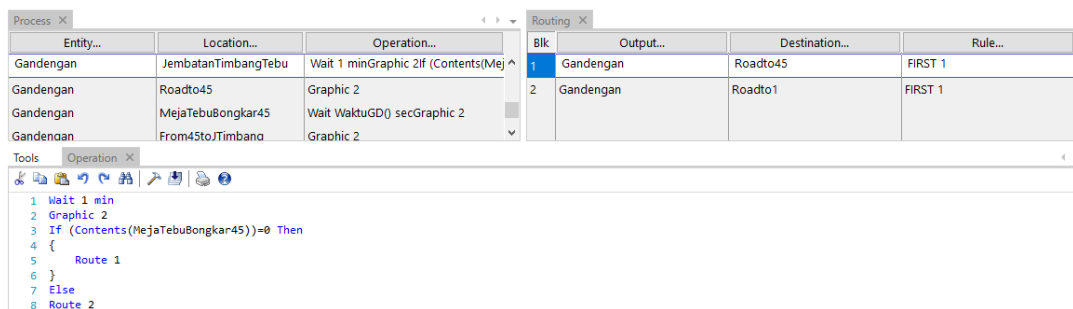 Process
Routing
Entity... Location... Operation...
Blk Output... Destination... Rule...
Gandengan JembatanTimbangTebu Wait 1 minGraphic 2If (Contents(Mej
1 Gandengan Roadto45 FIRST 1
Gandengan Roadto45 Graphic 2
2 Gandengan Roadto1 FIRST 1
Gandengan MejaTebuBongkar45 Wait WaktuGD() secGraphic 2
Gandengan From45toJTimbang Graphic 2
Tools Operation
1 Wait 1 min
2 Graphic 2
3 If (Contents(MejaTebuBongkar45))=0 Then
4 {
5 Route 1
6 }
7 Else
8 Route 2